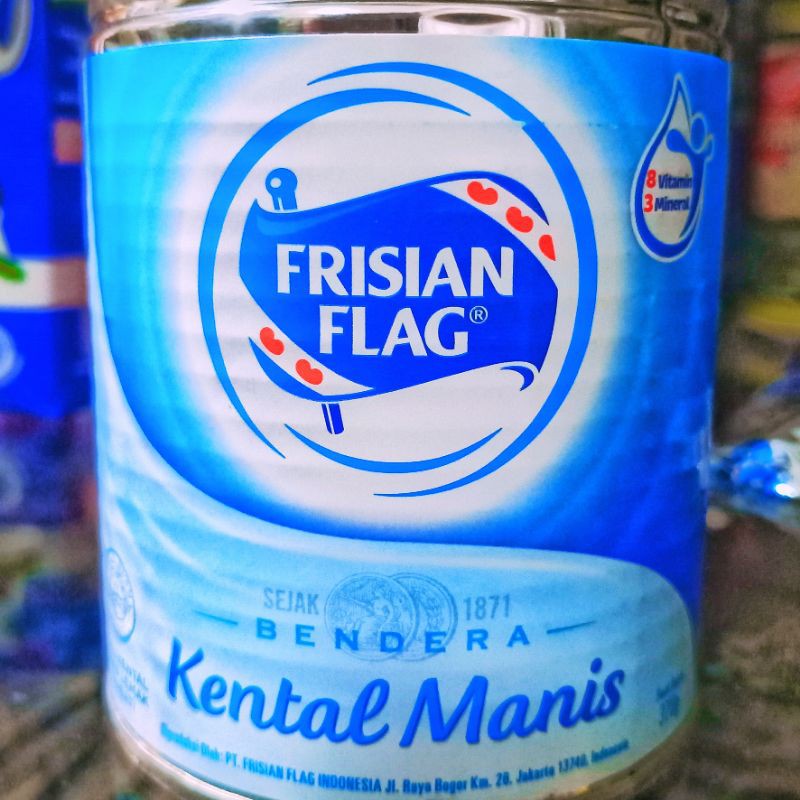 8 Vitamin
3 Mineral
FRISIAN
FLAG®
SEJAK 1871
BENDERA
Kental Manis
Diproduksi Oleh: PT. FRISIAN FLAG INDONESIA Jl. Raya Bogor Km. 26, Jakarta 13740, Indonesia